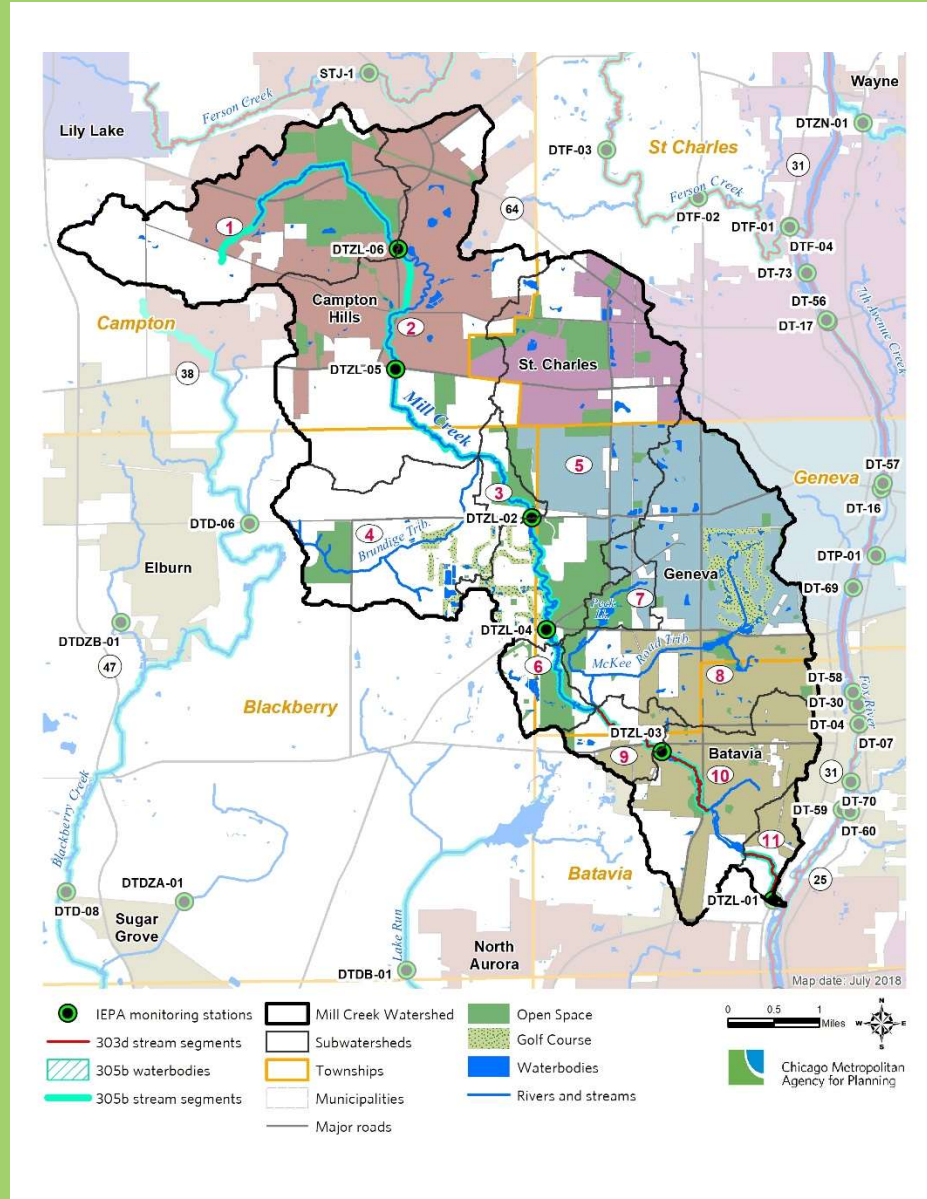 STJ-1
Ferson Creek
Lily Lake
Wayne
DTZN-01
DTF-03
St Charles
31
Ferson Creek
DTF-02
64
DTF-01
DTF-04
1
DTZL-06
DT-73
Campton
Hills
DT-56
DT-17
7th Avenue Creek
Campton
2
St. Charles
38
DTZL-05
Mill Creek
5
Geneva
DT-57
3
DT-16
DTZL-02
DTD-06
4
Brundige Trib.
Elburn
Geneva
DTP-01
7
DT-69
Peck
Lk.
DTDZB-01
DTZL-04
47
6
McKee Road Trib.
8
DT-58
Fox River
DT-30
Blackberry
DT-04
DTZL-03
DT-07
9
Batavia
10
31
DT-70
DT-59
DT-60
11
Blackberry Creek
Batavia
25
DTDZA-01
DTZL-01
DTD-08
Sugar
Grove
Lake Run
North
Aurora
DTDB-01
Map date: July 2018
IEPA monitoring stations
303d stream segments
305b waterbodies
305b stream segments
Mill Creek Watershed
Subwatersheds
Townships
Municipalities
Major roads
Open Space
Golf Course
Waterbodies
Rivers and streams
0 0.5 1
Miles
N
W E
S
Chicago Metropolitan
Agency for Planning